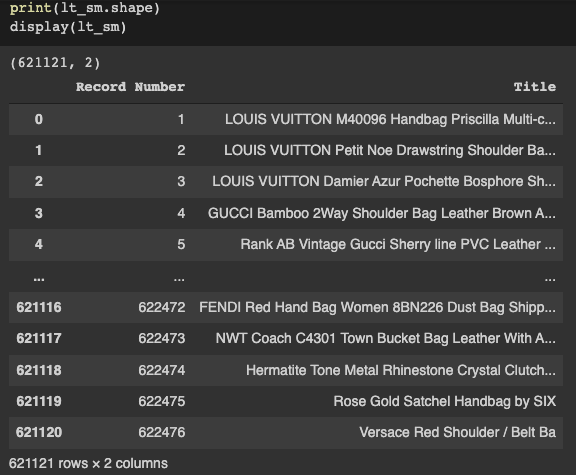 print(lt_sm.shape)
display(lt_sm)
(621121, 2)
Record Number Title
0 1 LOUIS VUITTON M40096 Handbag Priscilla Multi-c...
1 2 LOUIS VUITTON Petit Noe Drawstring Shoulder Ba...
2 3 LOUIS VUITTON Damier Azur Pochette Bosphore Sh...
3 4 GUCCI Bamboo 2Way Shoulder Bag Leather Brown A...
4 5 Rank AB Vintage Gucci Sherry line PVC Leather ...
... ... ...
621116 622472 FENDI Red Hand Bag Women 8BN226 Dust Bag Shipp...
621117 622473 NWT Coach C4301 Town Bucket Bag Leather With A...
621118 622474 Hermatite Tone Metal Rhinestone Crystal Clutch...
621119 622475 Rose Gold Satchel Handbag by SIX
621120 622476 Versace Red Shoulder / Belt Ba
621121 rows × 2 columns